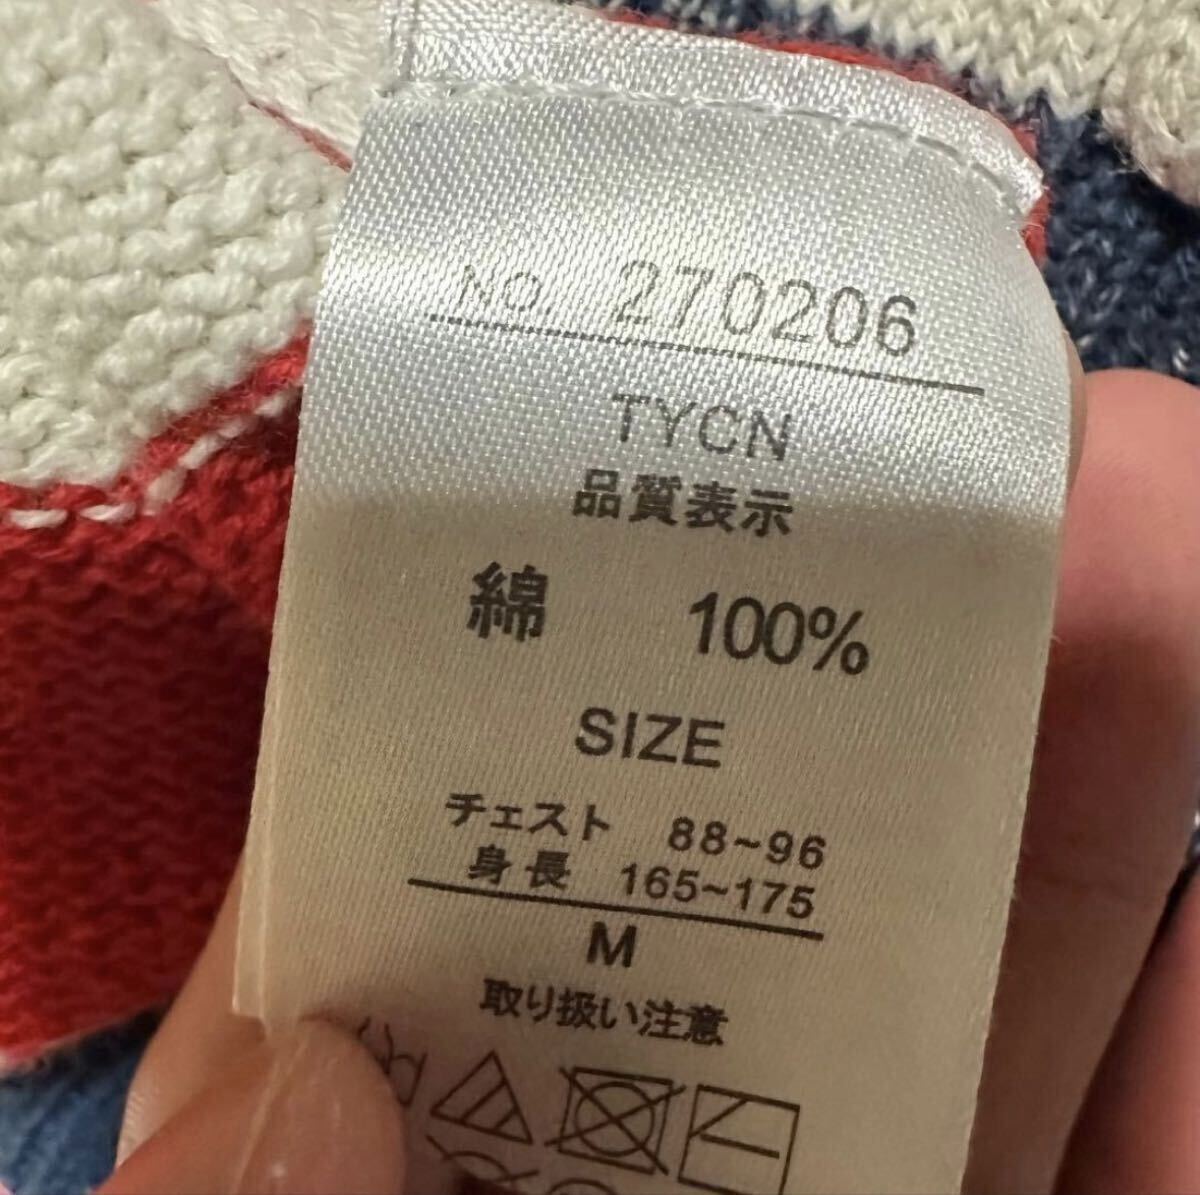 No. 270206
TYCN
品質表示
綿 100%
SIZE
チェスト 88~96
身長 165~175
M
取り扱い注意